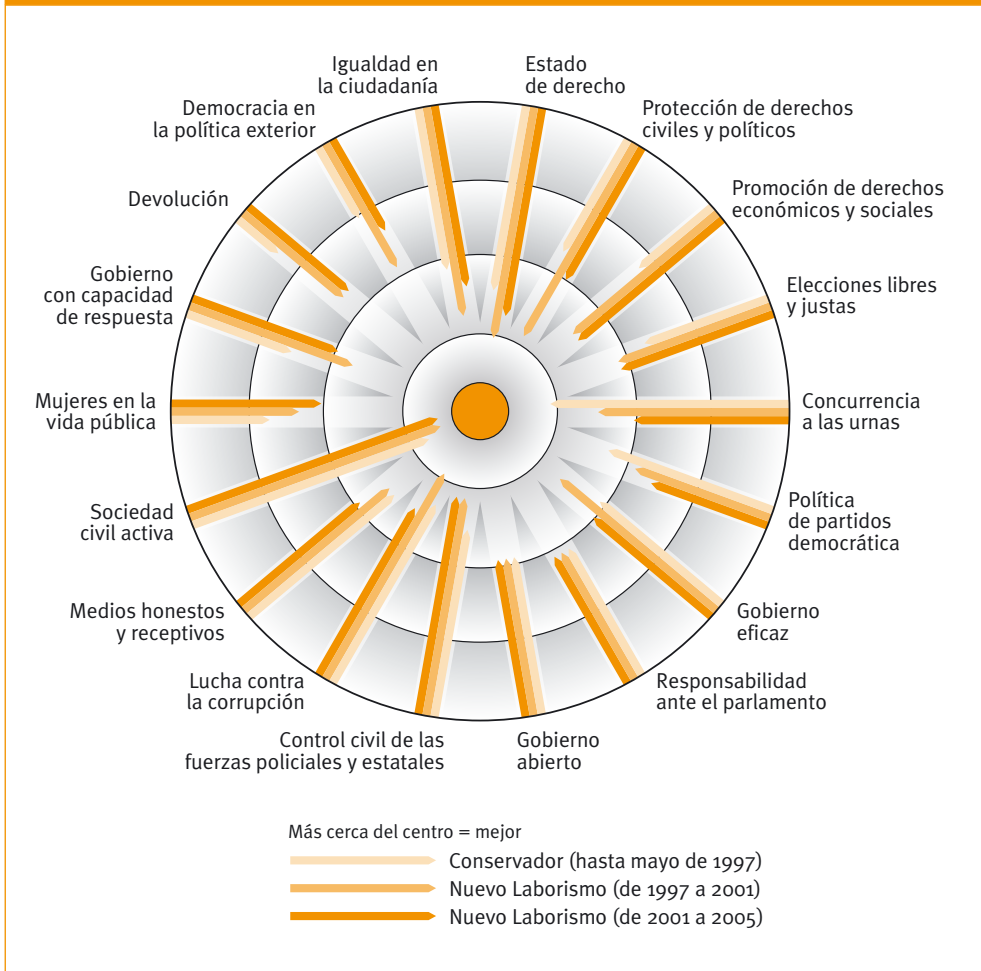 Igualdad en
la ciudadanía
Estado
de derecho
Democracia en
la política exterior
Protección de derechos
civiles y políticos
Devolución
Promoción de derechos
económicos y sociales
Gobierno
con capacidad
de respuesta
Elecciones libres
y justas
Mujeres en la
vida pública
Concurrencia
a las urnas
Sociedad
civil activa
Política
de partidos
democrática
Medios honestos
y receptivos
Gobierno
eficaz
Lucha contra
la corrupción
Responsabilidad
ante el parlamento
Control civil de las
fuerzas policiales y estatales
Gobierno
abierto
Más cerca del centro = mejor
Conservador (hasta mayo de 1997)
Nuevo Laborismo (de 1997 a 2001)
Nuevo Laborismo (de 2001 a 2005)